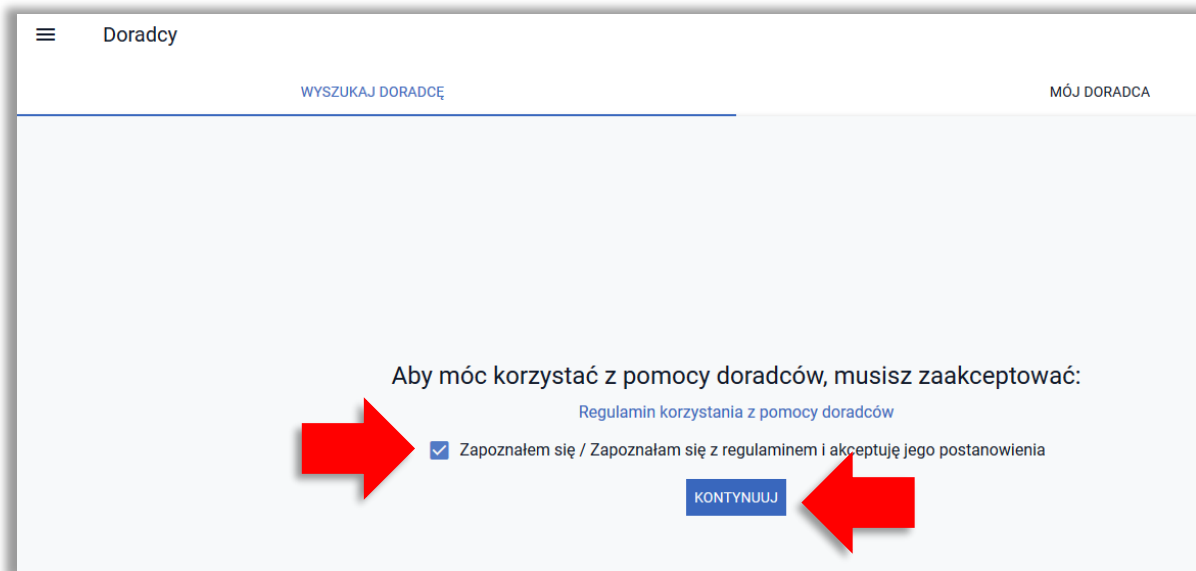 Doradcy
WYSZUKAJ DORADCĘ
MÓJ DORADCA
Aby móc korzystać z pomocy doradców, musisz zaakceptować:
Regulamin korzystania z pomocy doradców
Zapoznałem się / Zapoznałam się z regulaminem i akceptuję jego postanowienia
KONTYNUUJ